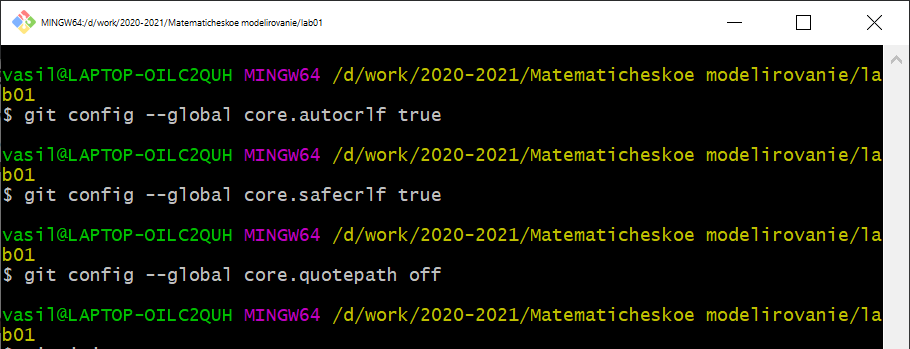 MINGW64:/d/work/2020-2021/Matematicheskoe modelirovanie/lab01
vasil@LAPTOP-OILC2QUH MINGW64 /d/work/2020-2021/Matematicheskoe modelirovanie/la
b01
$ git config --global core.autocrlf true
vasil@LAPTOP-OILC2QUH MINGW64 /d/work/2020-2021/Matematicheskoe modelirovanie/la
b01
$ git config --global core.safecrlf true
vasil@LAPTOP-OILC2QUH MINGW64 /d/work/2020-2021/Matematicheskoe modelirovanie/la
b01
$ git config --global core.quotepath off
vasil@LAPTOP-OILC2QUH MINGW64 /d/work/2020-2021/Matematicheskoe modelirovanie/la
b01